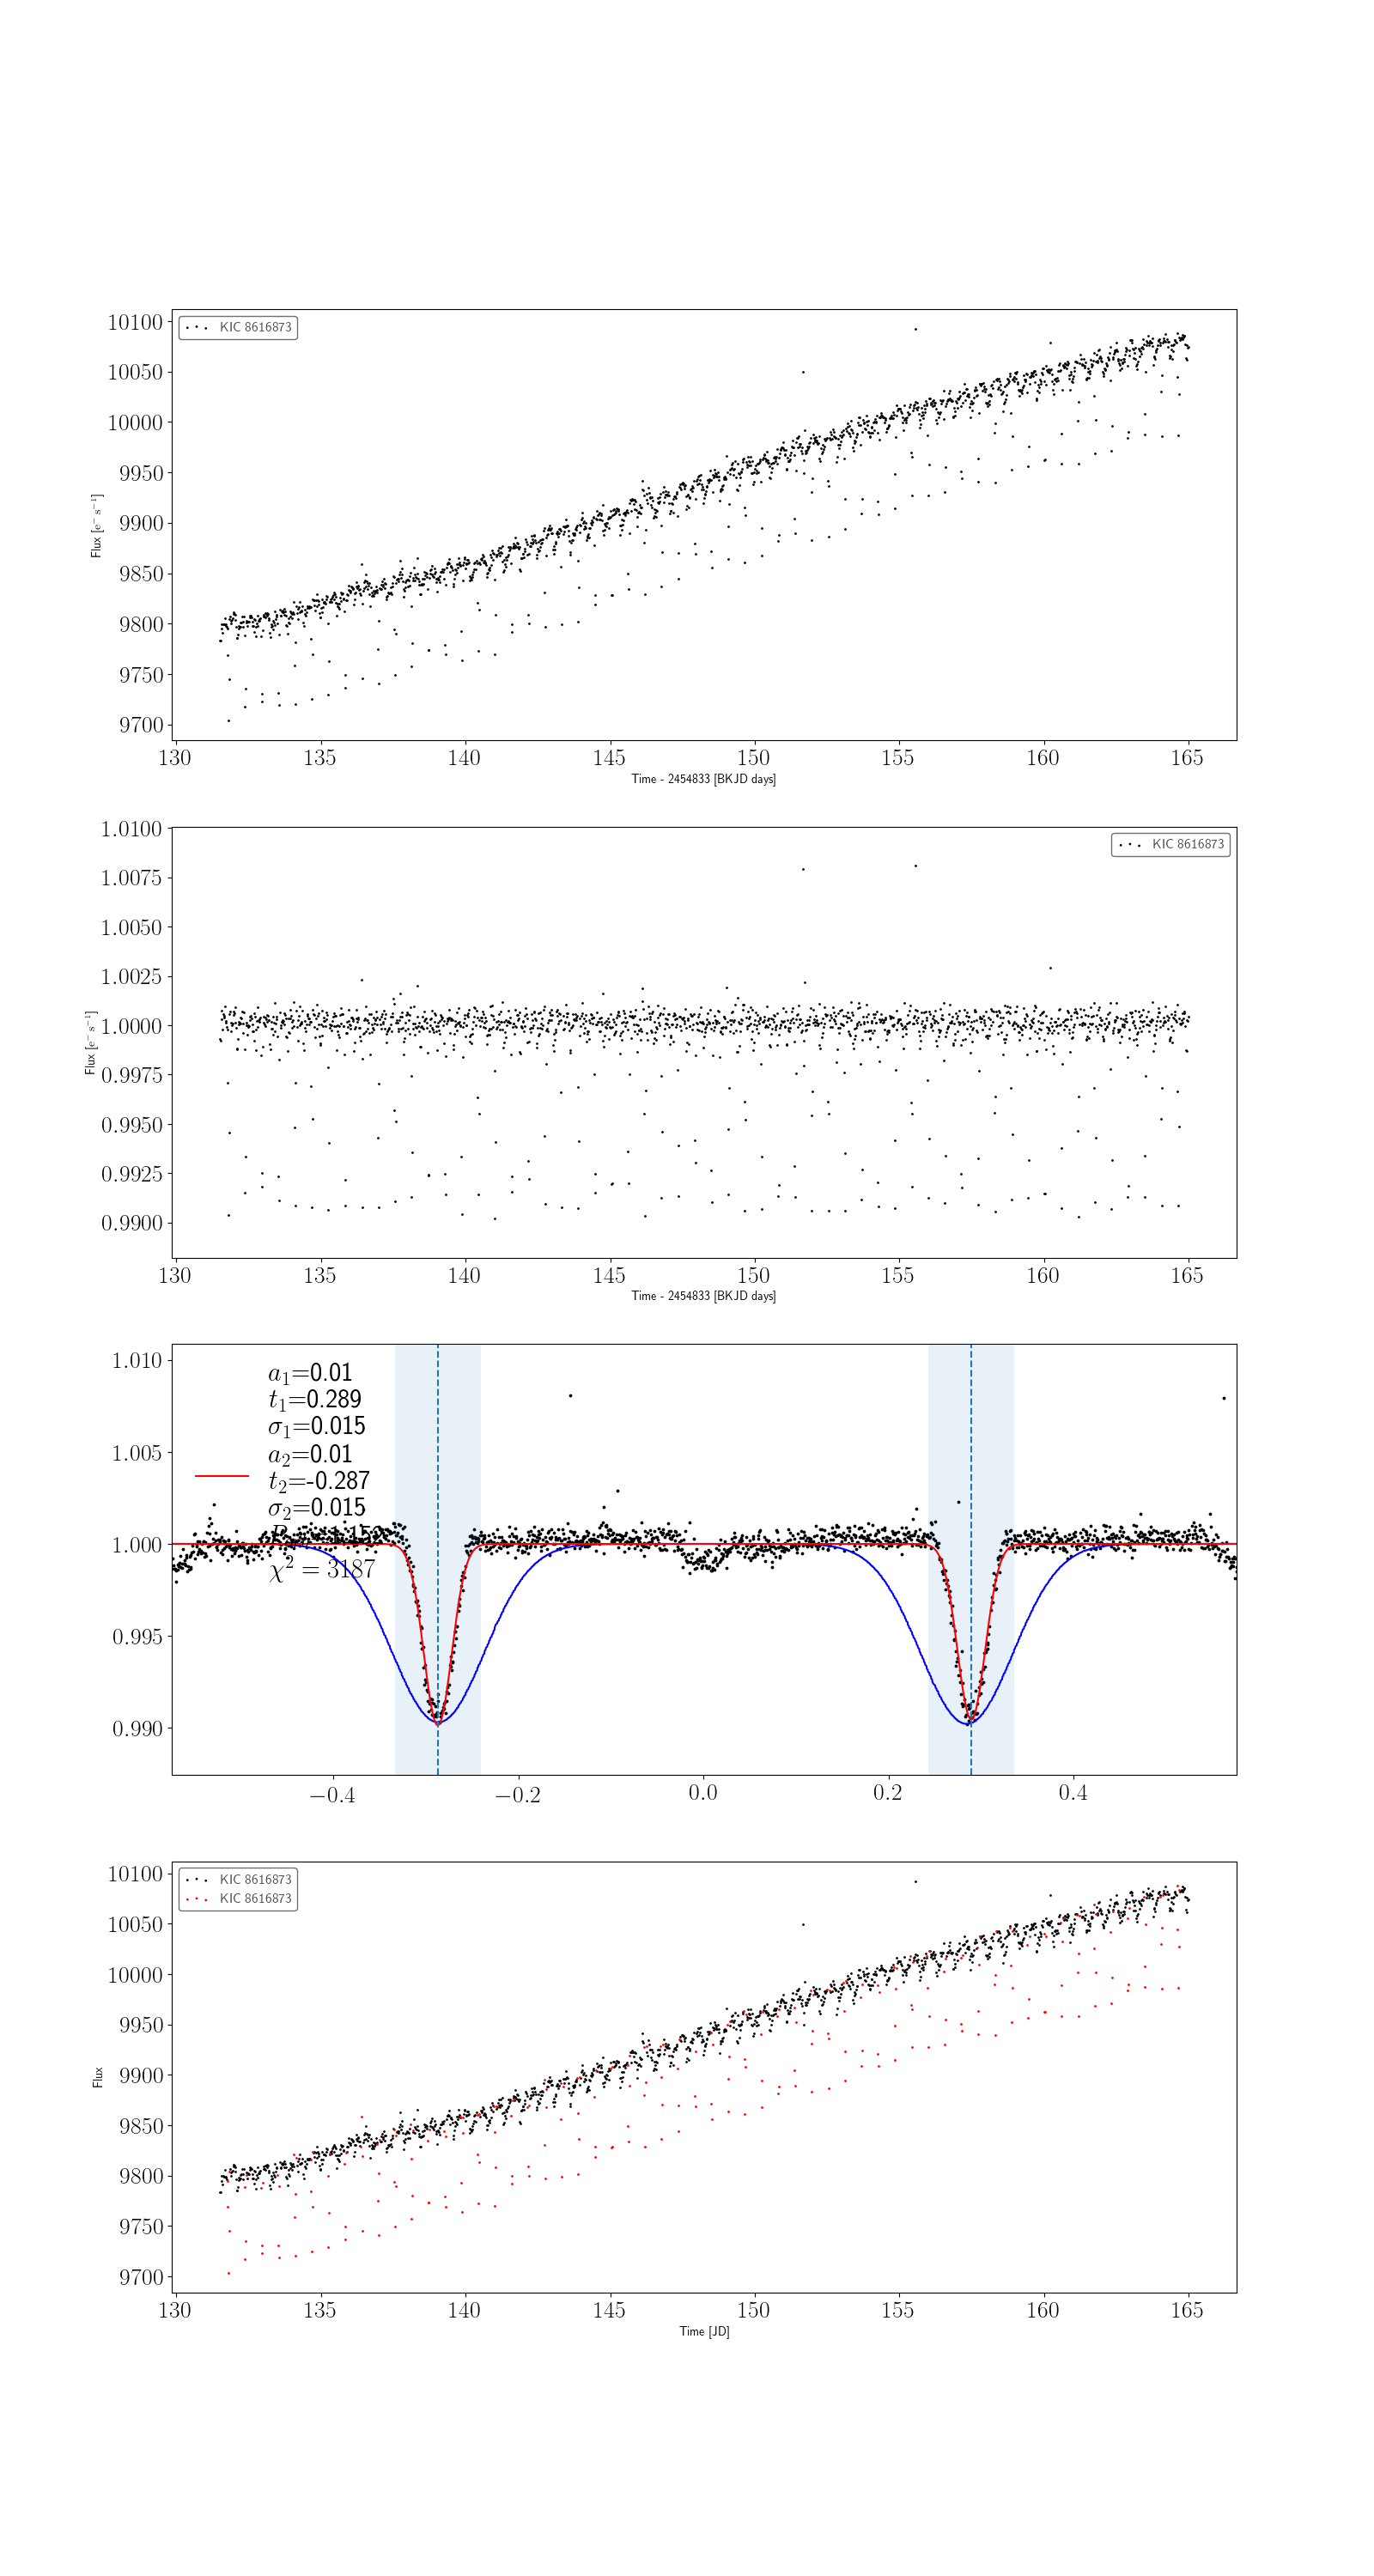 KIC 8616873
10100
10050
10000
9950
9900
9850
9800
9750
9700
Flux [e⁻ s⁻¹]
130 135 140 145 150 155 160 165
Time - 2454833 [BKJD days]
KIC 8616873
1.0100
1.0075
1.0050
1.0025
1.0000
0.9975
0.9950
0.9925
0.9900
Flux [e⁻ s⁻¹]
130 135 140 145 150 155 160 165
Time - 2454833 [BKJD days]
a₁=0.01
t₁=0.289
σ₁=0.015
a₂=0.01
t₂=-0.287
σ₂=0.015
χ² = 3187
1.010
1.005
1.000
0.995
0.990
−0.4 −0.2 0.0 0.2 0.4
KIC 8616873
KIC 8616873
10100
10050
10000
9950
9900
9850
9800
9750
9700
Flux
130 135 140 145 150 155 160 165
Time [JD]